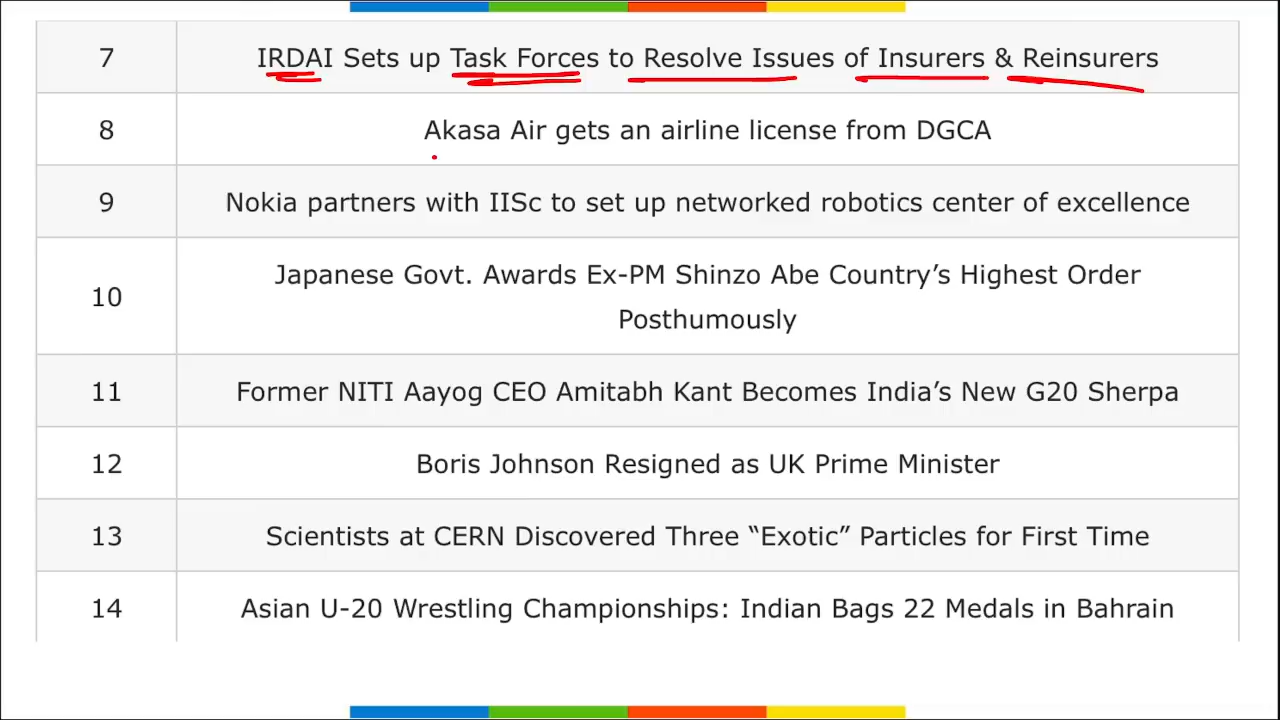 7 IRDAI Sets up Task Forces to Resolve Issues of Insurers & Reinsurers
8 Akasa Air gets an airline license from DGCA
9 Nokia partners with IISc to set up networked robotics center of excellence
10 Japanese Govt. Awards Ex-PM Shinzo Abe Country’s Highest Order
Posthumously
11 Former NITI Aayog CEO Amitabh Kant Becomes India’s New G20 Sherpa
12 Boris Johnson Resigned as UK Prime Minister
13 Scientists at CERN Discovered Three “Exotic” Particles for First Time
14 Asian U-20 Wrestling Championships: Indian Bags 22 Medals in Bahrain